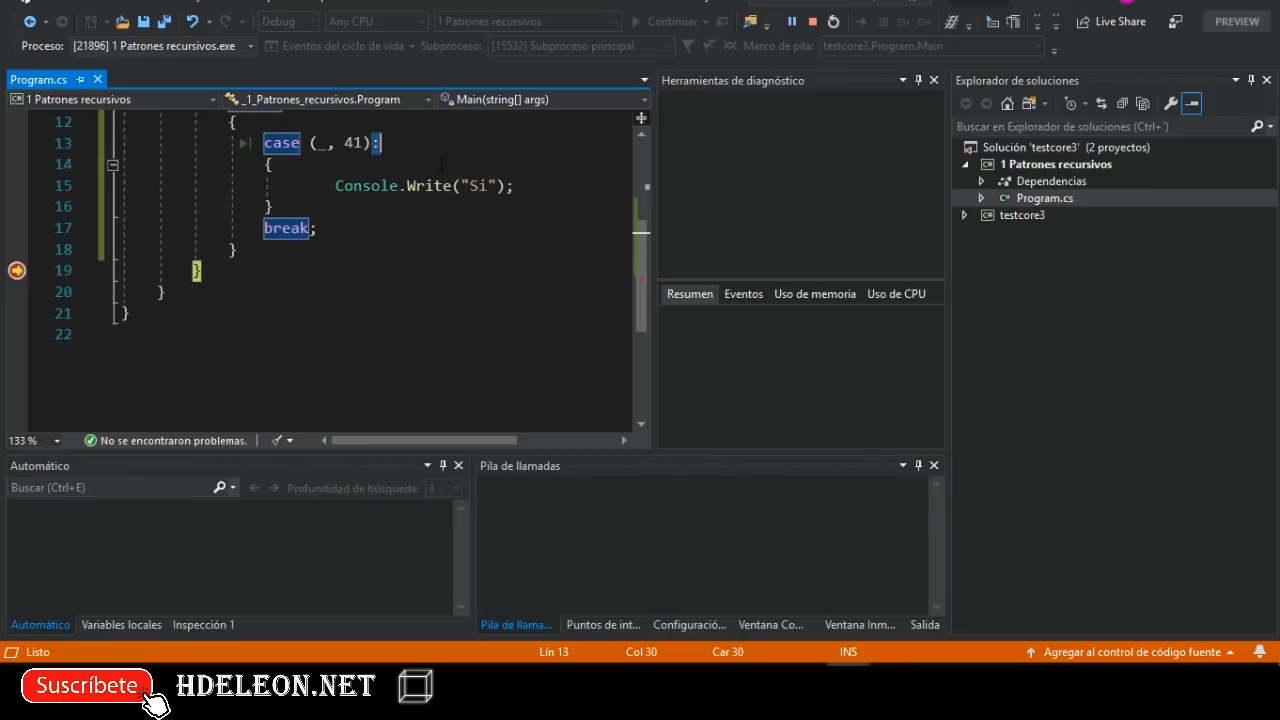 Debug Any CPU 1 Patrones recursivos Continuar Live Share PREVIEW
Proceso: [21896] 1 Patrones recursivos.exe Eventos del ciclo de vida Subproceso: [15532] Subproceso principal Marco de pila: testcore3.Program.Main
Program.cs
1 Patrones recursivos _1_Patrones_recursivos.Program Main(string[] args)
12 {
13 case (_, 41):
14 {
15 Console.Write("Si");
16 }
17 break;
18 }
19 }
20 }
21 }
22
133 % No se encontraron problemas.
Herramientas de diagnóstico
Resumen Eventos Uso de memoria Uso de CPU
Explorador de soluciones
Buscar en Explorador de soluciones (Ctrl+´)
Solución 'testcore3' (2 proyectos)
1 Patrones recursivos
Dependencias
Program.cs
testcore3
Automático
Buscar (Ctrl+E) Profundidad de búsqueda: 3
Automático Variables locales Inspección 1
Pila de llamadas
Pila de llama... Puntos de int... Configuració... Ventana Co... Ventana Inm... Salida
Listo Lín 13 Col 30 Car 30 INS Agregar al control de código fuente
Suscríbete HDELEON.NET